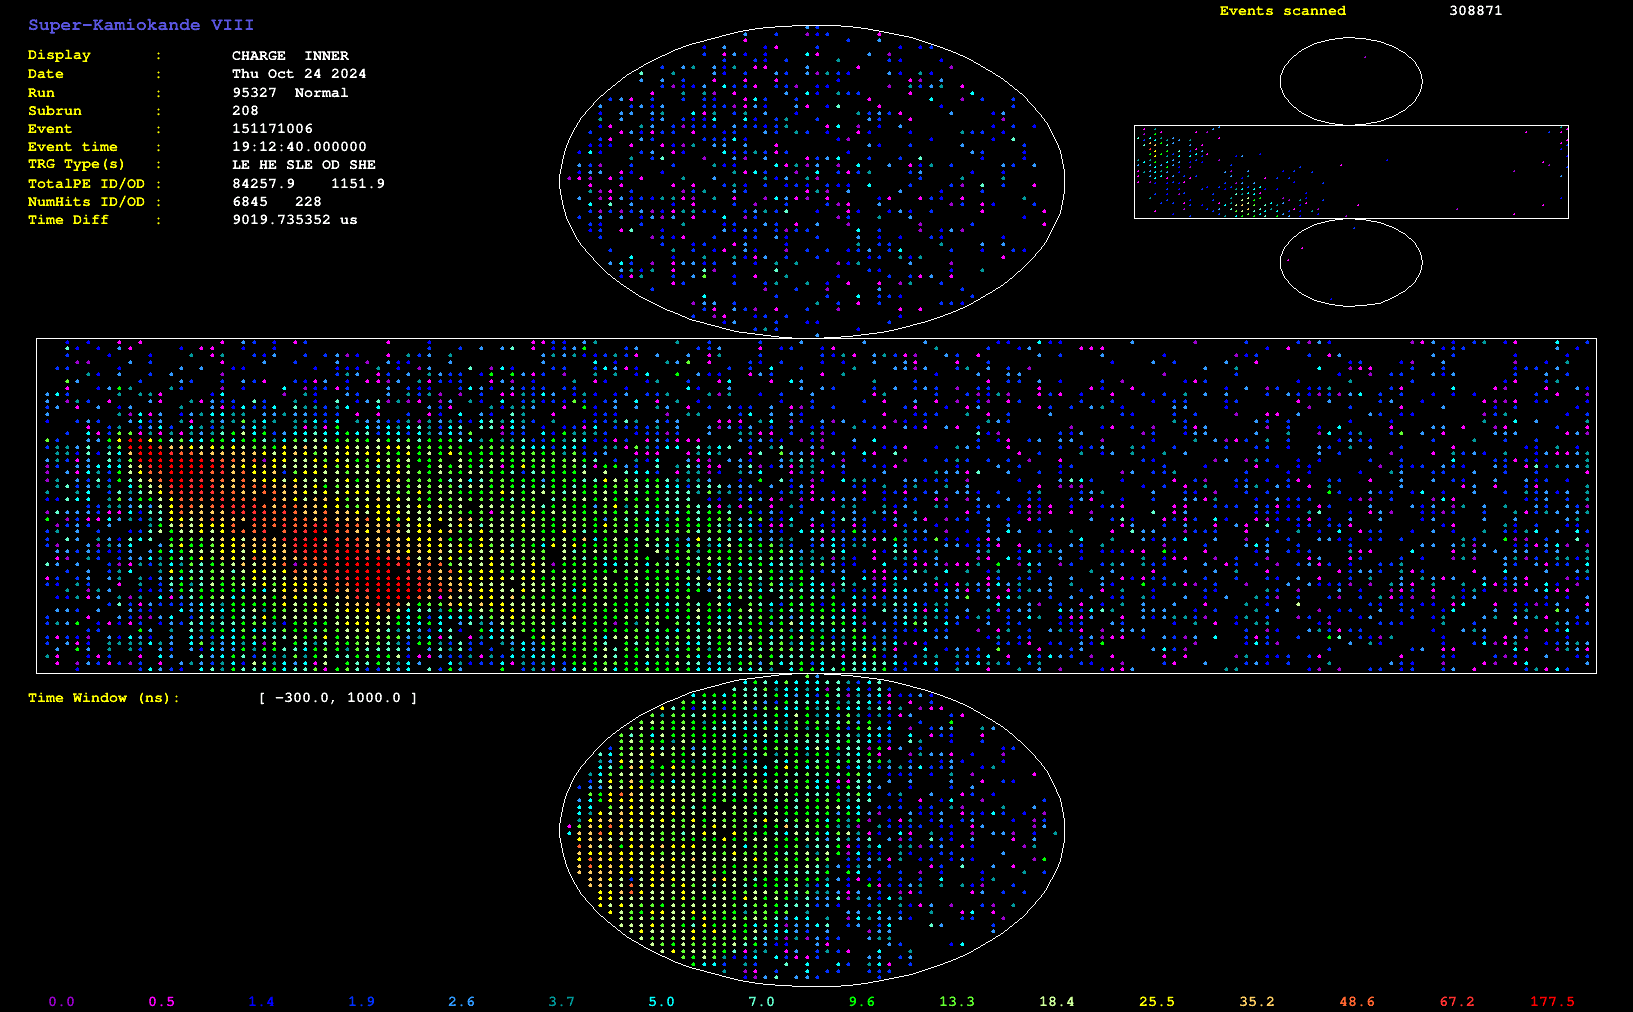 Super-Kamiokande VIII
Events scanned 308871
Display : CHARGE INNER
Date : Thu Oct 24 2024
Run : 95327 Normal
Subrun : 208
Event : 151171006
Event time : 19:12:40.000000
TRG Type(s) : LE HE SLE OD SHE
TotalPE ID/OD : 84257.9 1151.9
NumHits ID/OD : 6845 228
Time Diff : 9019.735352 us
Time Window (ns): [ -300.0, 1000.0 ]
0.0 0.5 1.4 1.9 2.6 3.7 5.0 7.0 9.6 13.3 18.4 25.5 35.2 48.6 67.2 177.5